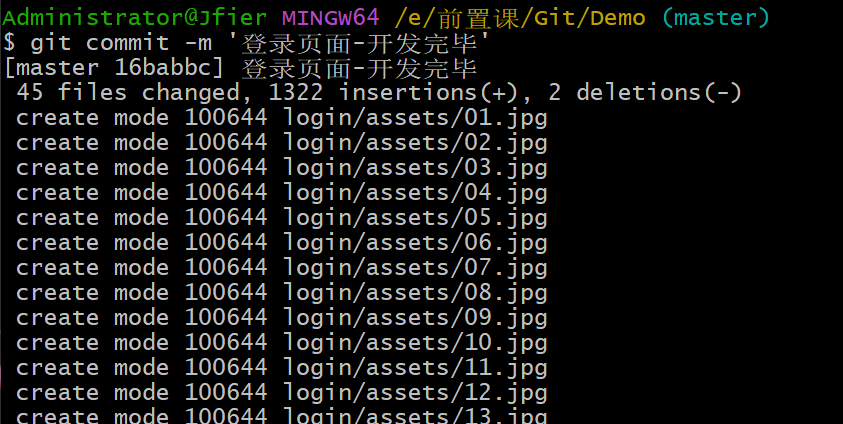 Administrator@Jfier MINGW64 /e/前置课/Git/Demo (master)
$ git commit -m '登录页面-开发完毕'
[master 16babbc] 登录页面-开发完毕
 45 files changed, 1322 insertions(+), 2 deletions(-)
 create mode 100644 login/assets/01.jpg
 create mode 100644 login/assets/02.jpg
 create mode 100644 login/assets/03.jpg
 create mode 100644 login/assets/04.jpg
 create mode 100644 login/assets/05.jpg
 create mode 100644 login/assets/06.jpg
 create mode 100644 login/assets/07.jpg
 create mode 100644 login/assets/08.jpg
 create mode 100644 login/assets/09.jpg
 create mode 100644 login/assets/10.jpg
 create mode 100644 login/assets/11.jpg
 create mode 100644 login/assets/12.jpg
 create mode 100644 login/assets/13.jpg